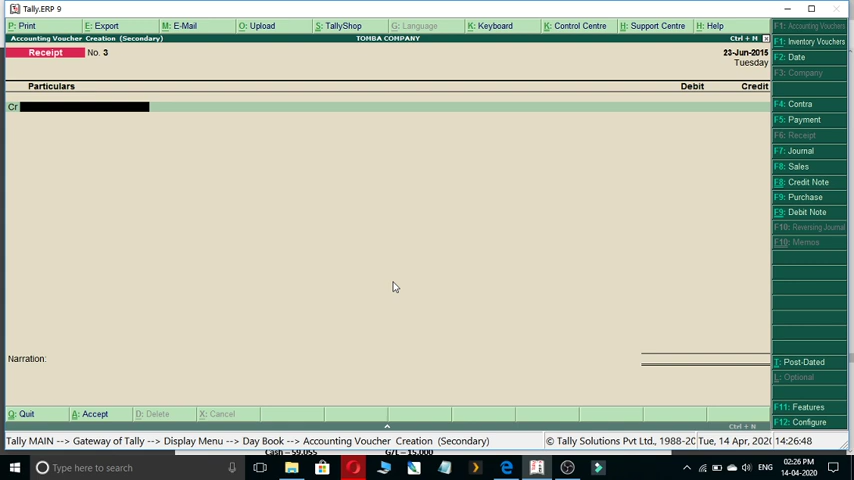 Tally.ERP 9
P: Print E: Export M: E-Mail O: Upload S: TallyShop G: Language K: Keyboard K: Control Centre H: Support Centre H: Help
Accounting Voucher Creation (Secondary) TOMBA COMPANY Ctrl + M
Receipt No. 3 23-Jun-2015
Tuesday
Particulars Debit Credit
Cr
Narration:
F1: Accounting Vouchers
F1: Inventory Vouchers
F2: Date
F3: Company
F4: Contra
F5: Payment
F6: Receipt
F7: Journal
F8: Sales
F8: Credit Note
F9: Purchase
F9: Debit Note
F10: Reversing Journal
F10: Memos
T: Post-Dated
L: Optional
F11: Features
F12: Configure
Q: Quit A: Accept D: Delete X: Cancel
Ctrl + N
Tally MAIN --> Gateway of Tally --> Display Menu --> Day Book --> Accounting Voucher Creation (Secondary) © Tally Solutions Pvt Ltd., 1988-20 Tue, 14 Apr, 2020 14:26:48
Cash – 59,055 G/L – 15,000
Type here to search ENG 02:26 PM
14-04-2020